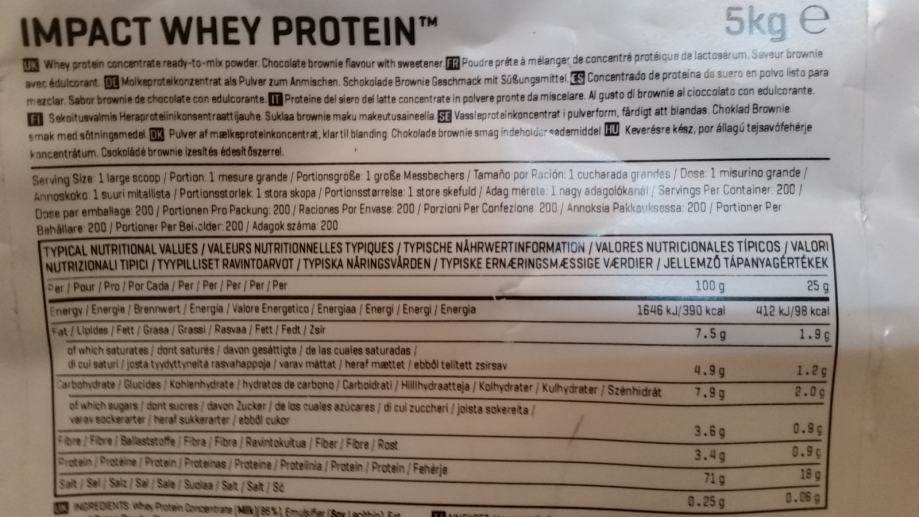 IMPACT WHEY PROTEIN™
5kg e
UK Whey protein concentrate ready-to-mix powder. Chocolate brownie flavour with sweetener. FR Poudre prête à mélanger de concentré protéique de lactosérum. Saveur brownie
avec édulcorant. DE Molkeproteikonzentrat als Pulver zum Anmischen. Schokolade Brownie Geschmack mit Süßungsmittel. ES Concentrado de proteína de suero en polvo listo para
mezclar. Sabor brownie de chocolate con edulcorante. IT Proteine del siero del latte concentrate in polvere pronte da miscelare. Al gusto di brownie al cioccolato con edulcorante.
FI Sekoitusvalmis Heraproteiinikonsentraattijauhe. Suklaa brownie maku makeutusaineella SE Vassleproteinkoncentrat i pulverform, färdigt att blandas. Choklad Brownie
smak med sötningsmedel DK Pulver af mælkeproteinkoncentrat, klar til blanding. Chokolade brownie smag indeholder sødemiddel HU Keverésre kész, por állagú tejsavófehérje
koncentrátum. Csokoládé brownie ízesítés édesítőszerrel.
Serving Size: 1 large scoop / Portion: 1 mesure grande / Portionsgröße: 1 große Messbechers / Tamaño por Ración: 1 cucharada grandes / Dose: 1 misurino grande /
Annoskoko: 1 suuri mitallista / Portionsstorlek: 1 stora skopa / Portionsstørrelse: 1 store skefuld / Adag mérete: 1 nagy adagolókanál / Servings Per Container: 200 /
Dose par emballage: 200 / Portionen Pro Packung: 200 / Raciones Por Envase: 200 / Porzioni Per Confezione: 200 / Annoksia Pakkauksessa: 200 / Portioner Per
Behållare: 200 / Portioner Per Beholder: 200 / Adagok száma: 200
TYPICAL NUTRITIONAL VALUES / VALEURS NUTRITIONNELLES TYPIQUES / TYPISCHE NÄHRWERTINFORMATION / VALORES NUTRICIONALES TÍPICOS / VALORI
NUTRIZIONALI TIPICI / TYYPILLISET RAVINTOARVOT / TYPISKA NÄRINGSVÄRDEN / TYPISKE ERNÆRINGSMÆSSIGE VÆRDIER / JELLEMZŐ TÁPANYAGÉRTÉKEK
Per / Pour / Pro / Por Cada / Per / Per / Per / Per / Per 100 g 25 g
Energy / Energie / Brennwert / Energía / Valore Energetico / Energiaa / Energi / Energi / Energia 1646 kJ/390 kcal 412 kJ/98 kcal
Fat / Lipides / Fett / Grasa / Grassi / Rasvaa / Fett / Fedt / Zsír 7.5 g 1.9 g
of which saturates / dont saturés / davon gesättigte / de las cuales saturadas /
di cui saturi / josta tyydyttyneitä rasvahappoja / varav mättat / heraf mættet / ebből telített zsírsav 4.9 g 1.2 g
Carbohydrate / Glucides / Kohlenhydrate / hydratos de carbono / Carboidrati / Hiilihydraatteja / Kolhydrater / Kulhydrater / Szénhidrát 7.9 g 2.0 g
of which sugars / dont sucres / davon Zucker / de los cuales azúcares / di cui zuccheri / joista sokereita /
varav sockerarter / heraf sukkerarter / ebből cukor 3.6 g 0.9 g
Fibre / Fibre / Ballaststoffe / Fibra / Fibra / Ravintokuitua / Fiber / Fibre / Rost 3.4 g 0.9 g
Protein / Protéine / Protein / Proteínas / Proteine / Proteiinia / Protein / Protein / Fehérje 71 g 18 g
Salt / Sel / Salz / Sal / Sale / Suolaa / Salt / Salt / Só 0.25 g 0.06 g
UK INGREDIENTS: Whey Protein Concentrate (Milk) (86%), Emulsifier (Soy Lecithin), Fat